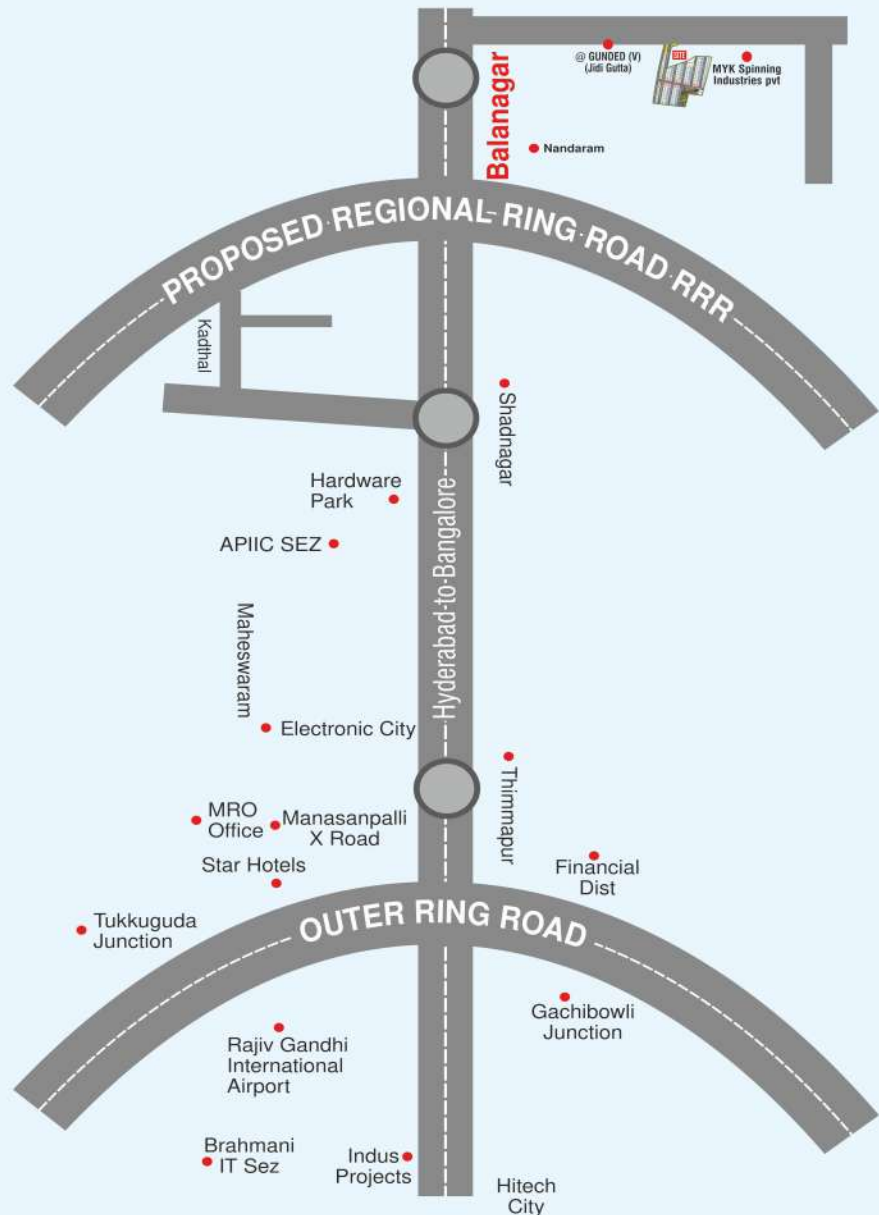 @ GUNDED (V)
(Jidi Gutta)
SITE
MYK Spinning
Industries pvt
Balanagar
Nandaram
PROPOSED REGIONAL RING ROAD RRR
Kadthal
Shadnagar
Hardware
Park
APIIC SEZ
Hyderabad to Bangalore
Maheswaram
Electronic City
Thimmapur
MRO
Office
Manasanpalli
X Road
Star Hotels
Financial
Dist
Tukkuguda
Junction
OUTER RING ROAD
Gachibowli
Junction
Rajiv Gandhi
International
Airport
Brahmani
IT Sez
Indus
Projects
Hitech
City